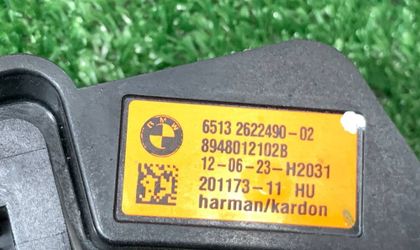 BMW
6513 2622490-02
8948012102B
12-06-23-H2031
201173-11 HU
harman/kardon